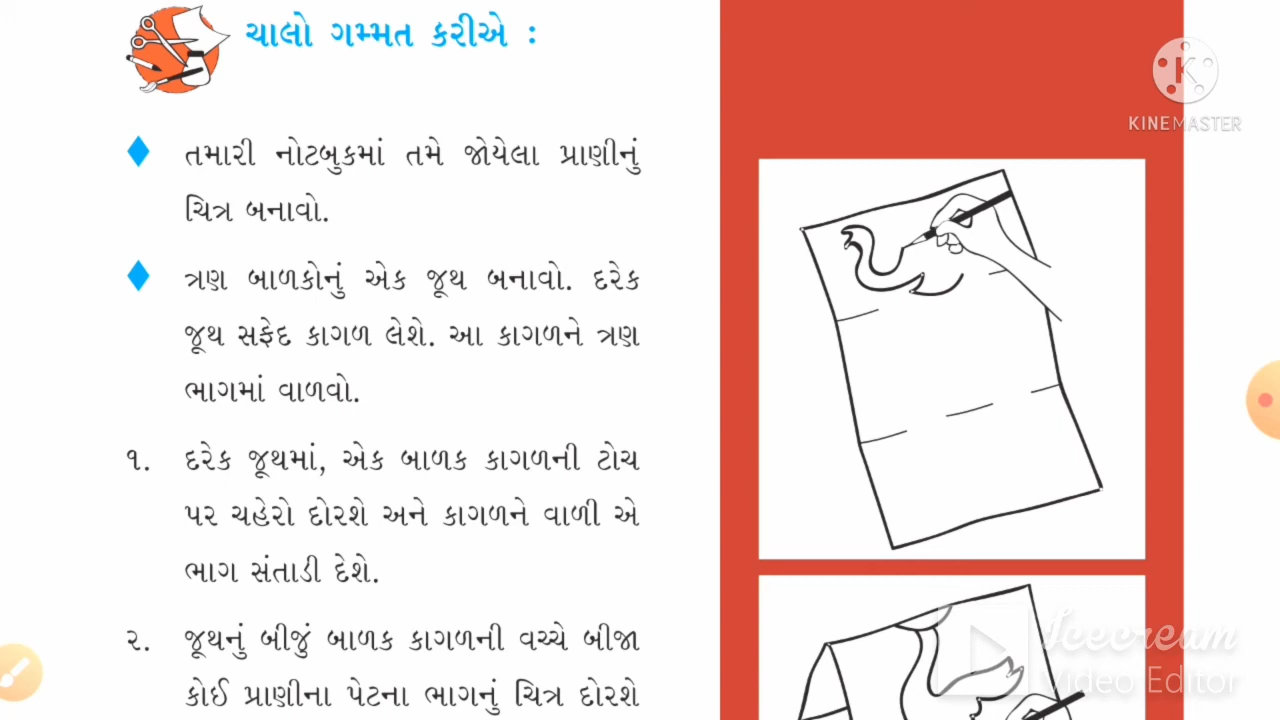 ચાલો ગમ્મત કરીએ :
તમારી નોટબુકમાં તમે જોયેલા પ્રાણીનું
ચિત્ર બનાવો.
ત્રણ બાળકોનું એક જૂથ બનાવો. દરેક
જૂથ સફેદ કાગળ લેશે. આ કાગળને ત્રણ
ભાગમાં વાળવો.
૧. દરેક જૂથમાં, એક બાળક કાગળની ટોચ
પર ચહેરો દોરશે અને કાગળને વાળી એ
ભાગ સંતાડી દેશે.
૨. જૂથનું બીજું બાળક કાગળની વચ્ચે બીજા
કોઈ પ્રાણીના પેટના ભાગનું ચિત્ર દોરશે
K
KINEMASTER
Icecream
Video Editor